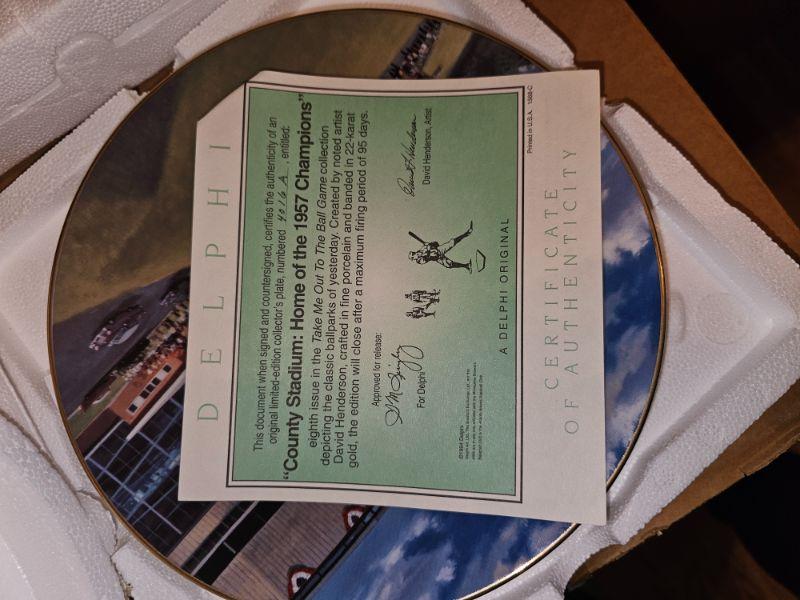 DELPHI
This document when signed and countersigned, certifies the authenticity of an
original limited-edition collector's plate, numbered 4016A, entitled:
"County Stadium: Home of the 1957 Champions"
eighth issue in the Take Me Out To The Ball Game collection
depicting the classic ballparks of yesterday. Created by noted artist
David Henderson, crafted in fine porcelain and banded in 22-karat
gold, the edition will close after a maximum firing period of 95 days.
Approved for release:
For Delphi
David Henderson, Artist
©1994 Delphi
A DELPHI ORIGINAL
Printed in U.S.A.
CERTIFICATE
OF AUTHENTICITY